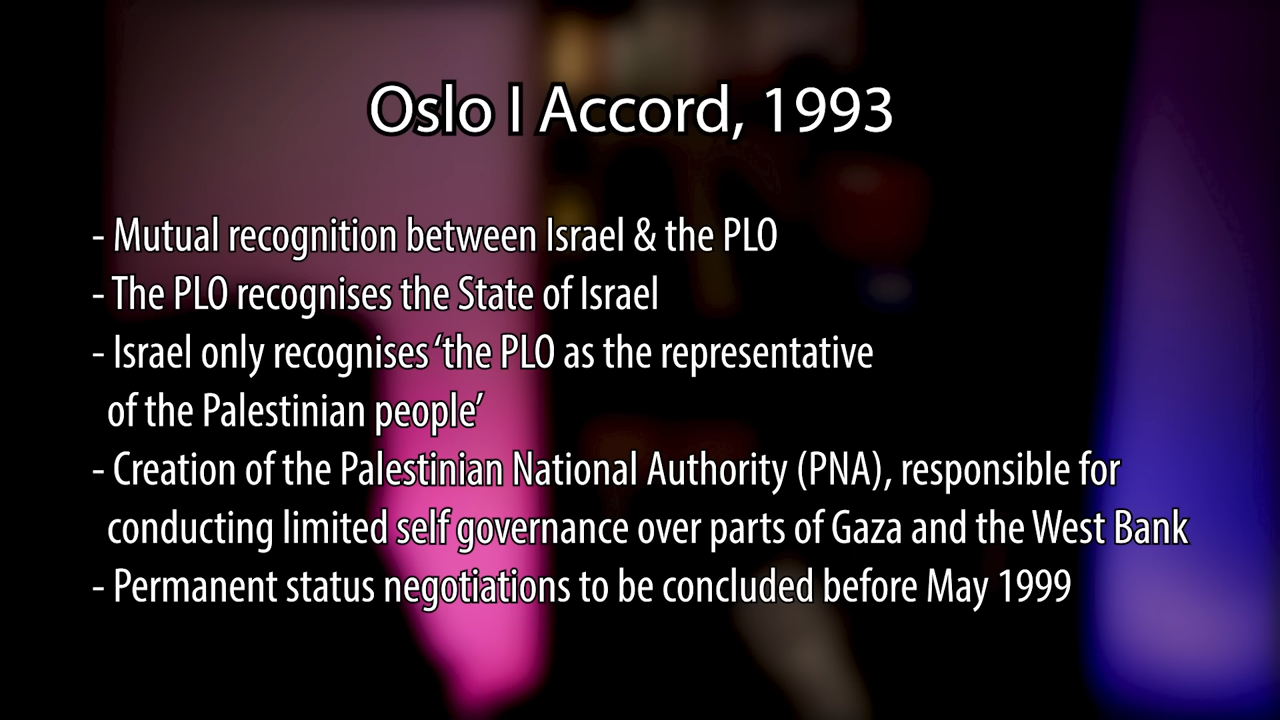 Oslo I Accord, 1993
- Mutual recognition between Israel & the PLO
- The PLO recognises the State of Israel
- Israel only recognises ‘the PLO as the representative
of the Palestinian people’
- Creation of the Palestinian National Authority (PNA), responsible for
conducting limited self governance over parts of Gaza and the West Bank
- Permanent status negotiations to be concluded before May 1999